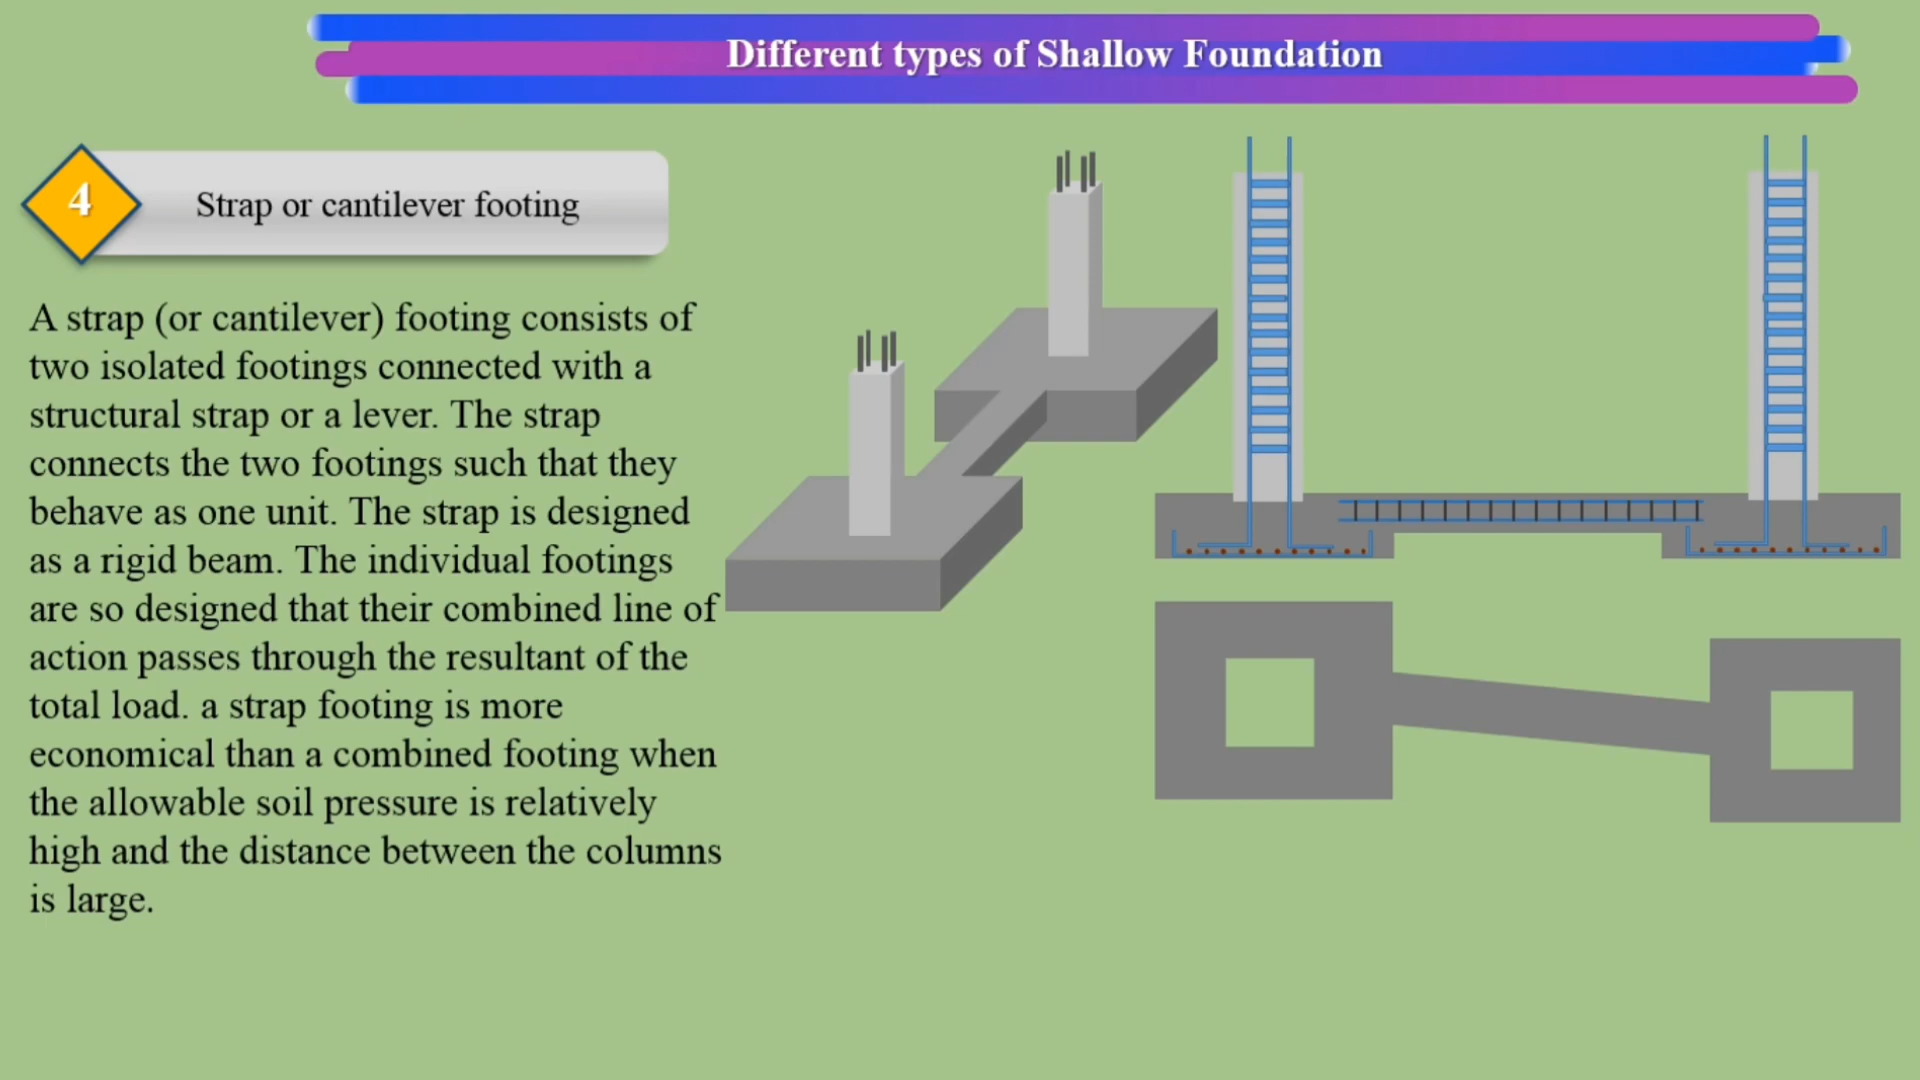 Different types of Shallow Foundation
4
Strap or cantilever footing
A strap (or cantilever) footing consists of
two isolated footings connected with a
structural strap or a lever. The strap
connects the two footings such that they
behave as one unit. The strap is designed
as a rigid beam. The individual footings
are so designed that their combined line of
action passes through the resultant of the
total load. a strap footing is more
economical than a combined footing when
the allowable soil pressure is relatively
high and the distance between the columns
is large.